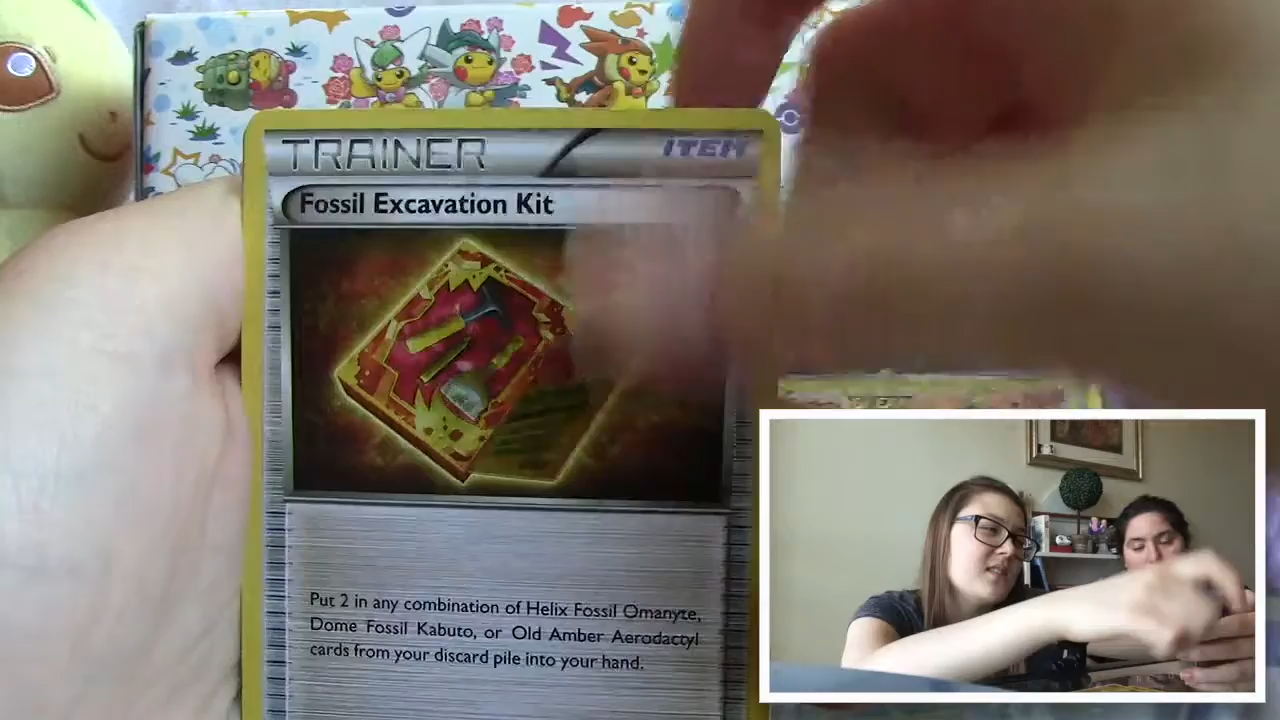 TRAINER ITEM
Fossil Excavation Kit
Put 2 in any combination of Helix Fossil Omanyte,
Dome Fossil Kabuto, or Old Amber Aerodactyl
cards from your discard pile into your hand.